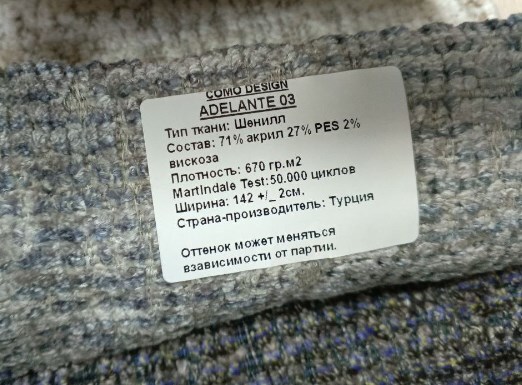 COMO DESIGN
ADELANTE 03
Тип ткани: Шенилл
Состав: 71% акрил 27% PES 2%
вискоза
Плотность: 670 гр.м2
Martindale Test:50.000 циклов
Ширина: 142 +/_ 2см.
Страна-производитель: Турция
Оттенок может меняться
взависимости от партии.